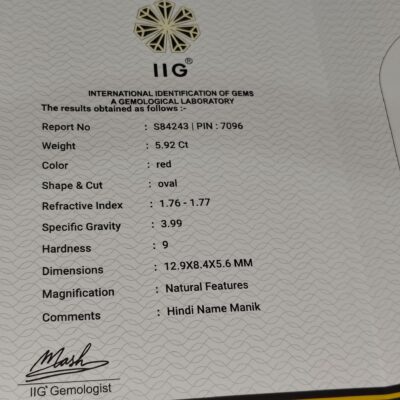 IIG®
INTERNATIONAL IDENTIFICATION OF GEMS
A GEMOLOGICAL LABORATORY
The results obtained as follows :-
Report No : S84243 | PIN : 7096
Weight : 5.92 Ct
Color : red
Shape & Cut : oval
Refractive Index : 1.76 - 1.77
Specific Gravity : 3.99
Hardness : 9
Dimensions : 12.9X8.4X5.6 MM
Magnification : Natural Features
Comments : Hindi Name Manik
Mash
IIG® Gemologist